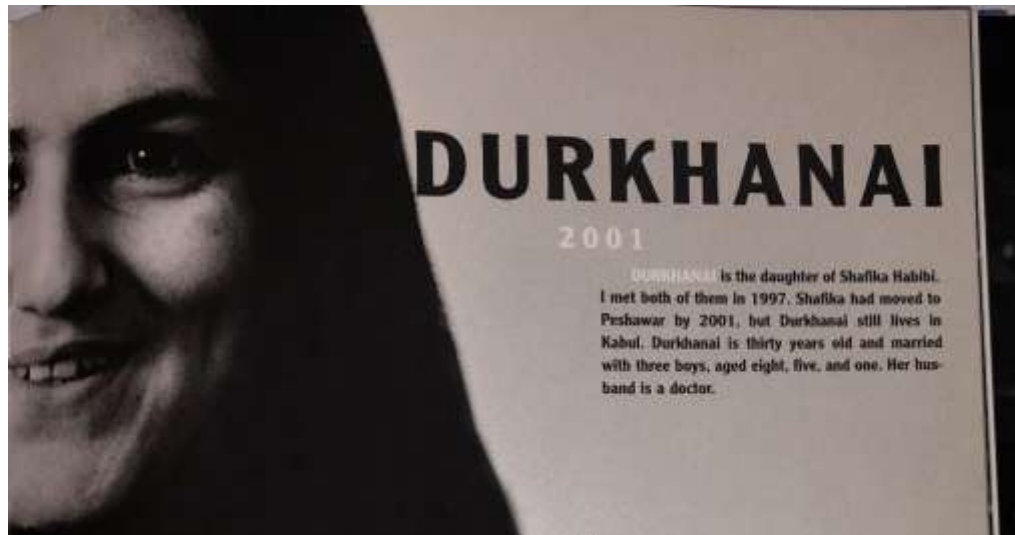 DURKHANAI
2001
DURKHANAI is the daughter of Shafika Habibi.
I met both of them in 1997. Shafika had moved to
Peshawar by 2001, but Durkhanai still lives in
Kabul. Durkhanai is thirty years old and married
with three boys, aged eight, five, and one. Her hus-
band is a doctor.